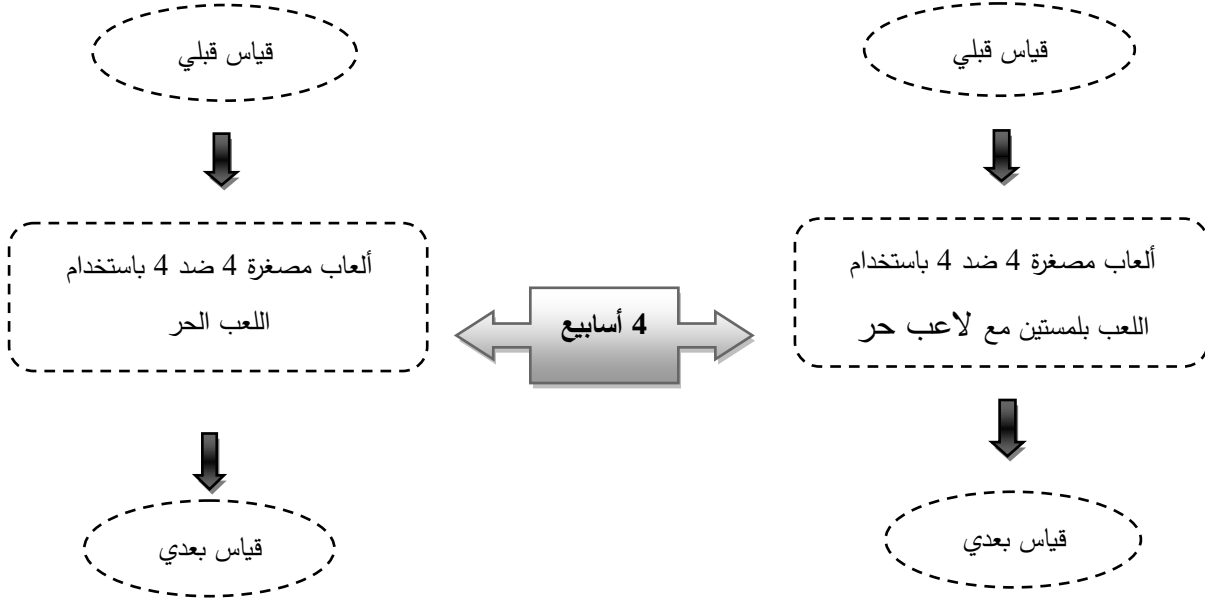 قياس قبلي
قياس قبلي
ألعاب مصغرة 4 ضد 4 باستخدام
اللعب بلمستين مع لاعب حر
4 أسابيع
ألعاب مصغرة 4 ضد 4 باستخدام
اللعب الحر
قياس بعدي
قياس بعدي